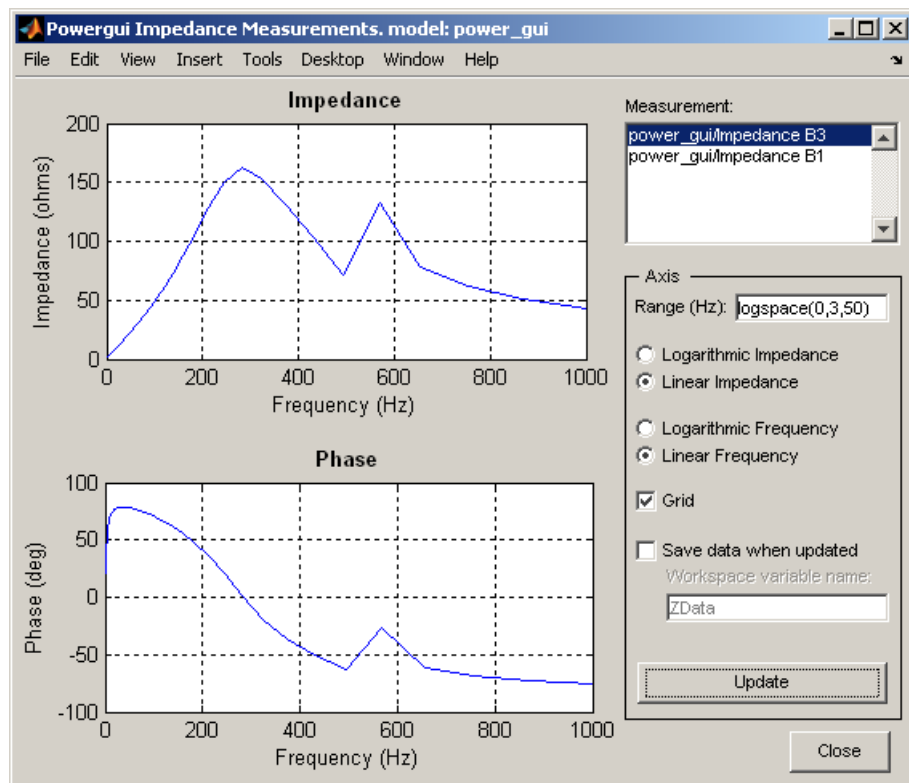 Powergui Impedance Measurements. model: power_gui
File Edit View Insert Tools Desktop Window Help
Impedance
200
150
100
50
0
Impedance (ohms)
0 200 400 600 800 1000
Frequency (Hz)
Phase
100
50
0
-50
-100
Phase (deg)
0 200 400 600 800 1000
Frequency (Hz)
Measurement:
power_gui/Impedance B3
power_gui/Impedance B1
Axis
Range (Hz): logspace(0,3,50)
Logarithmic Impedance
Linear Impedance
Logarithmic Frequency
Linear Frequency
Grid
Save data when updated
Workspace variable name:
ZData
Update
Close